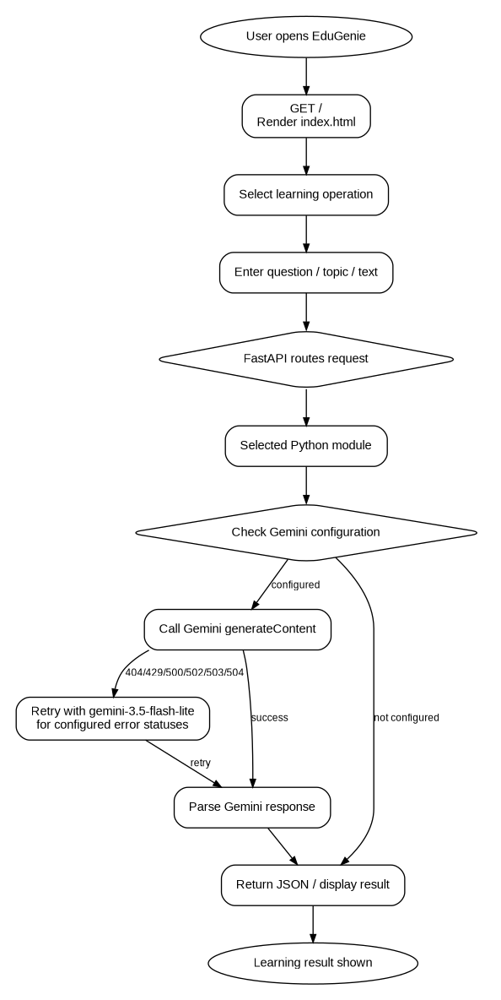 User opens EduGenie
GET /
Render index.html
Select learning operation
Enter question / topic / text
FastAPI routes request
Selected Python module
Check Gemini configuration
configured
Call Gemini generateContent
404/429/500/502/503/504
Retry with gemini-3.5-flash-lite
for configured error statuses
success
not configured
retry
Parse Gemini response
Return JSON / display result
Learning result shown